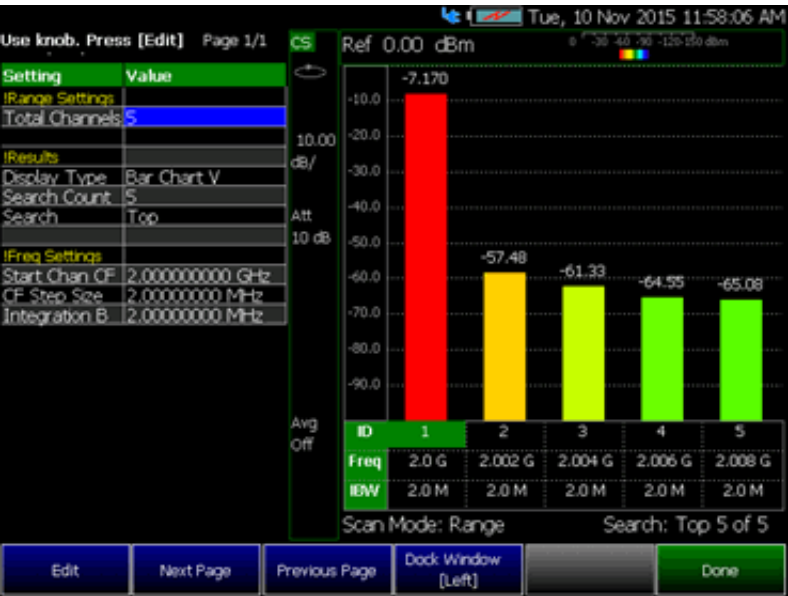 Tue, 10 Nov 2015 11:58:06 AM
Use knob. Press [Edit] Page 1/1
Setting Value
!Range Settings
Total Channels 5
!Results
Display Type Bar Chart V
Search Count 5
Search Top
!Freq Settings
Start Chan CF 2.000000000 GHz
CF Step Size 2.00000000 MHz
Integration B 2.00000000 MHz
CS
10.00
dB/
Att
10 dB
Avg
Off
Ref 0.00 dBm
0 -30 -60 -90 -120 -150 dBm
-10.0
-20.0
-30.0
-40.0
-50.0
-60.0
-70.0
-80.0
-90.0
-7.170
-57.48
-61.33
-64.55
-65.08
ID 1 2 3 4 5
Freq 2.0 G 2.002 G 2.004 G 2.006 G 2.008 G
IBW 2.0 M 2.0 M 2.0 M 2.0 M 2.0 M
Scan Mode: Range Search: Top 5 of 5
Edit
Next Page
Previous Page
Dock Window
[Left]
Done